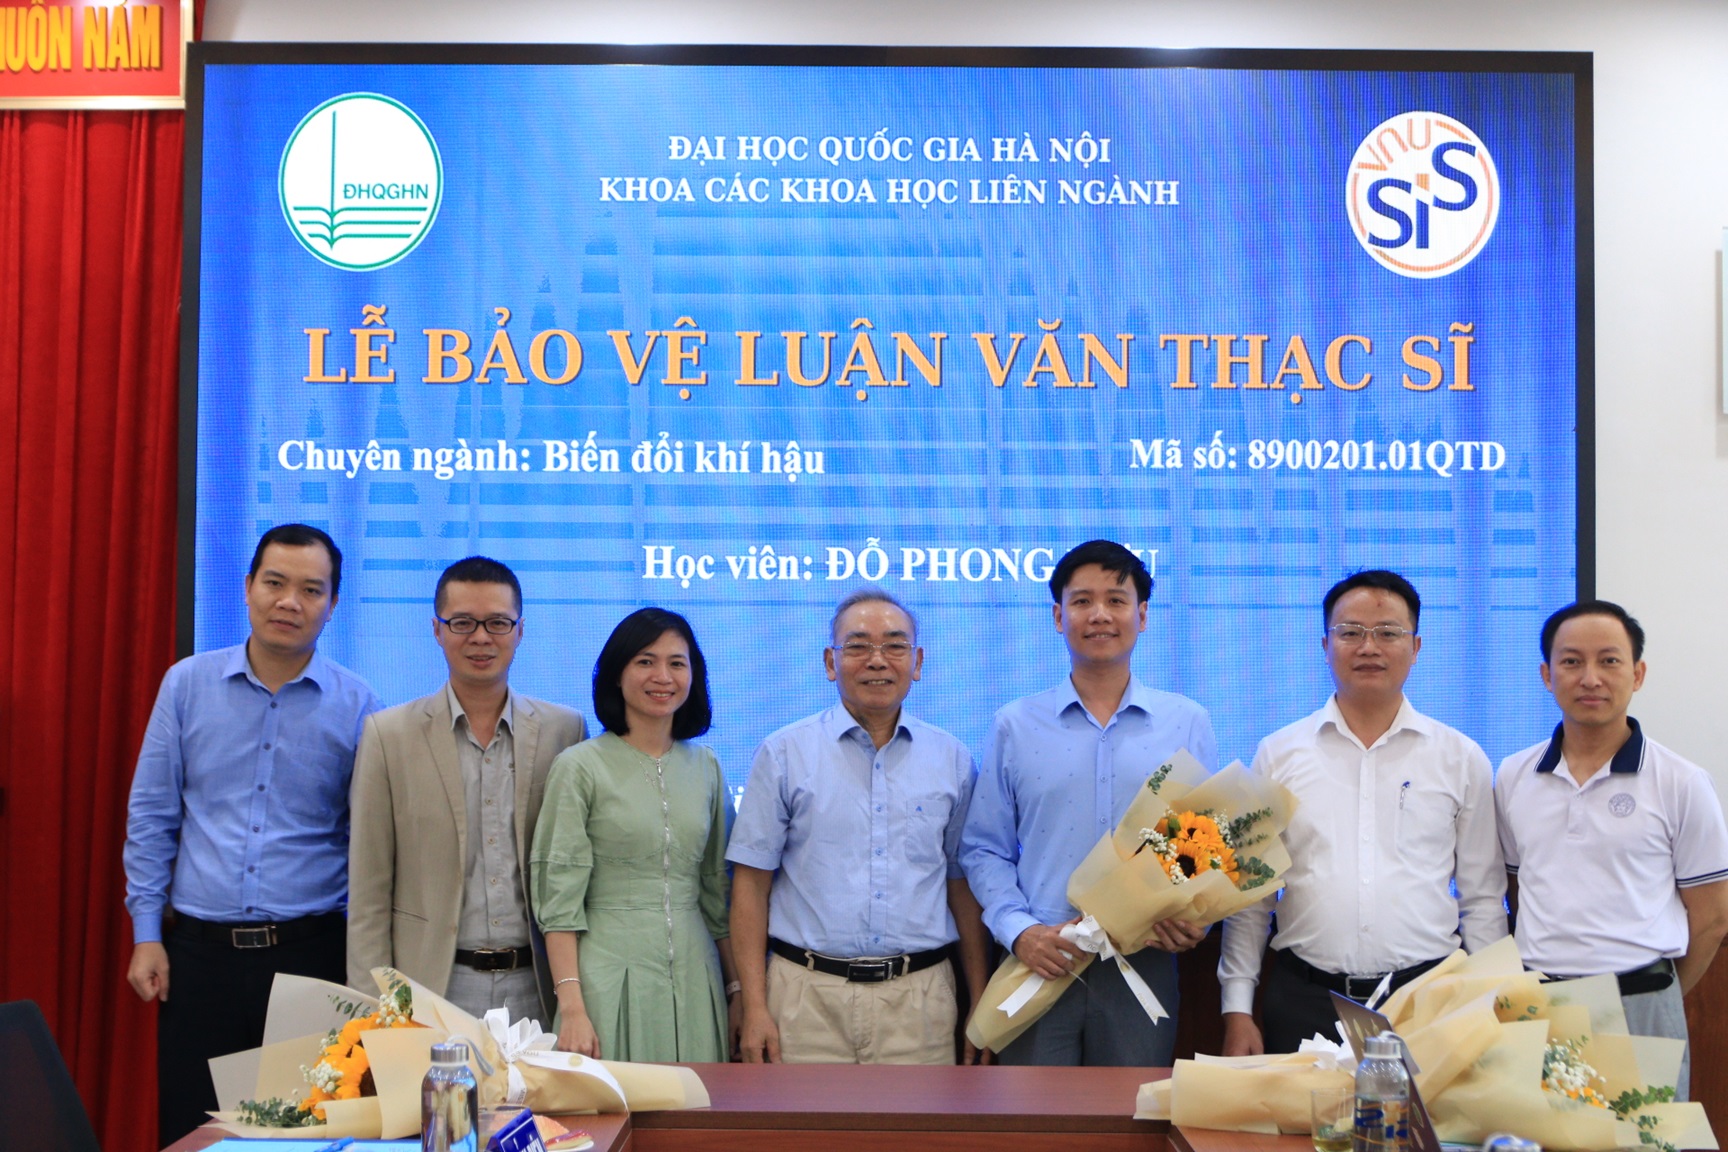 MUÔN NĂM
ĐHQGHN
ĐẠI HỌC QUỐC GIA HÀ NỘI
KHOA CÁC KHOA HỌC LIÊN NGÀNH
VNU
SiS
LỄ BẢO VỆ LUẬN VĂN THẠC SĨ
Chuyên ngành: Biến đổi khí hậu
Mã số: 8900201.01QTD
Học viên: ĐỖ PHONG